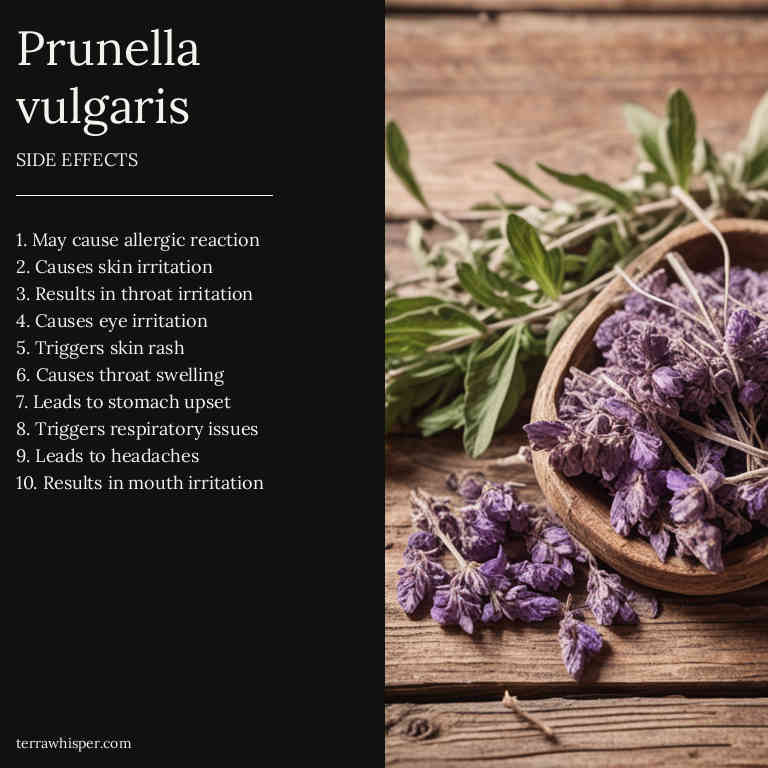 Prunella
vulgaris
SIDE EFFECTS
1. May cause allergic reaction
2. Causes skin irritation
3. Results in throat irritation
4. Causes eye irritation
5. Triggers skin rash
6. Causes throat swelling
7. Leads to stomach upset
8. Triggers respiratory issues
9. Leads to headaches
10. Results in mouth irritation
terrawhisper.com